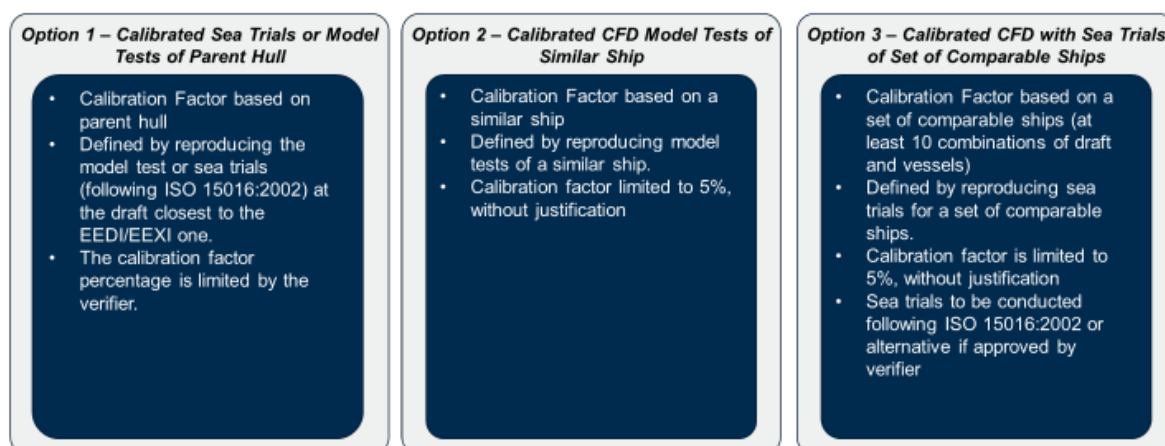 Option 1 – Calibrated Sea Trials or Model
Tests of Parent Hull
• Calibration Factor based on
parent hull
• Defined by reproducing the
model test or sea trials
(following ISO 15016:2002) at
the draft closest to the
EEDI/EEXI one.
• The calibration factor
percentage is limited by the
verifier.
Option 2 – Calibrated CFD Model Tests of
Similar Ship
• Calibration Factor based on a
similar ship
• Defined by reproducing model
tests of a similar ship.
• Calibration factor limited to 5%,
without justification
Option 3 – Calibrated CFD with Sea Trials
of Set of Comparable Ships
• Calibration Factor based on a
set of comparable ships (at
least 10 combinations of draft
and vessels)
• Defined by reproducing sea
trials for a set of comparable
ships.
• Calibration factor is limited to
5%, without justification
• Sea trials to be conducted
following ISO 15016:2002 or
alternative if approved by
verifier